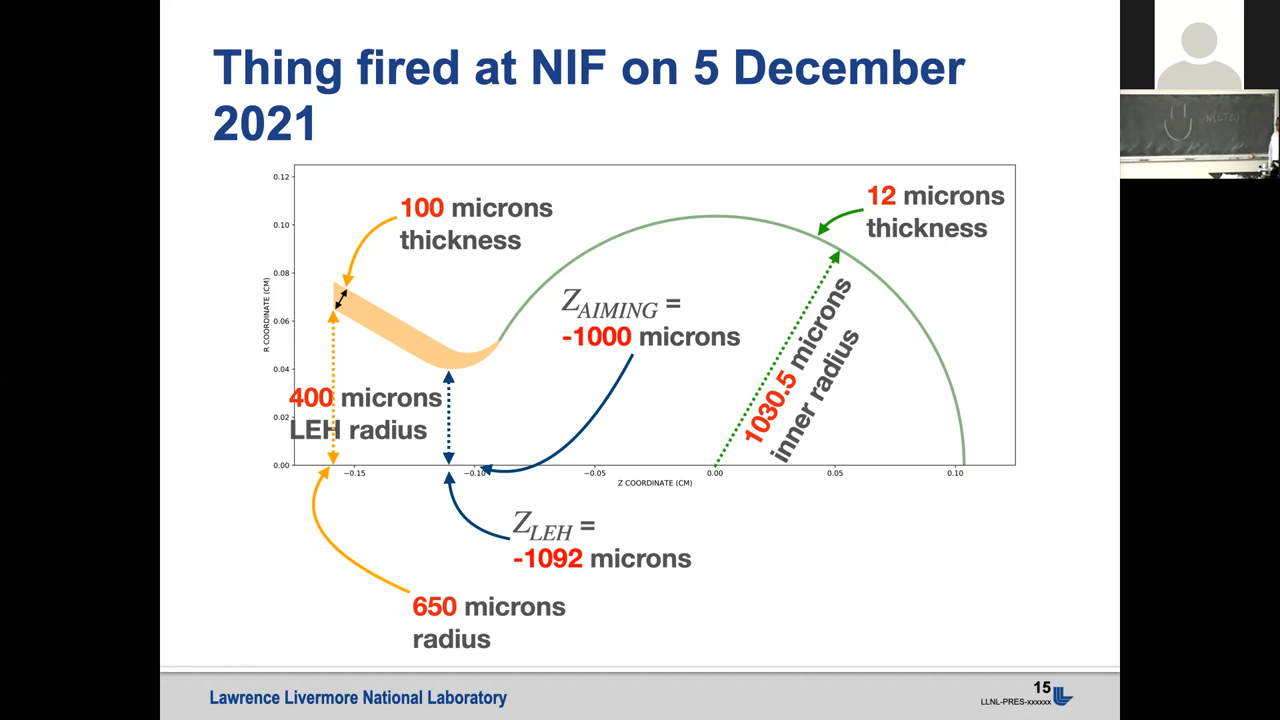 Thing fired at NIF on 5 December
2021
0.12
0.10
0.08
0.06
0.04
0.02
0.00
R COORDINATE (CM)
100 microns
thickness
12 microns
thickness
Z_AIMING =
-1000 microns
1030.5 microns
inner radius
400 microns
LEH radius
−0.15
−0.10
−0.05
0.00
0.05
0.10
Z COORDINATE (CM)
Z_LEH =
-1092 microns
650 microns
radius
Lawrence Livermore National Laboratory
15
LLNL-PRES-xxxxxx